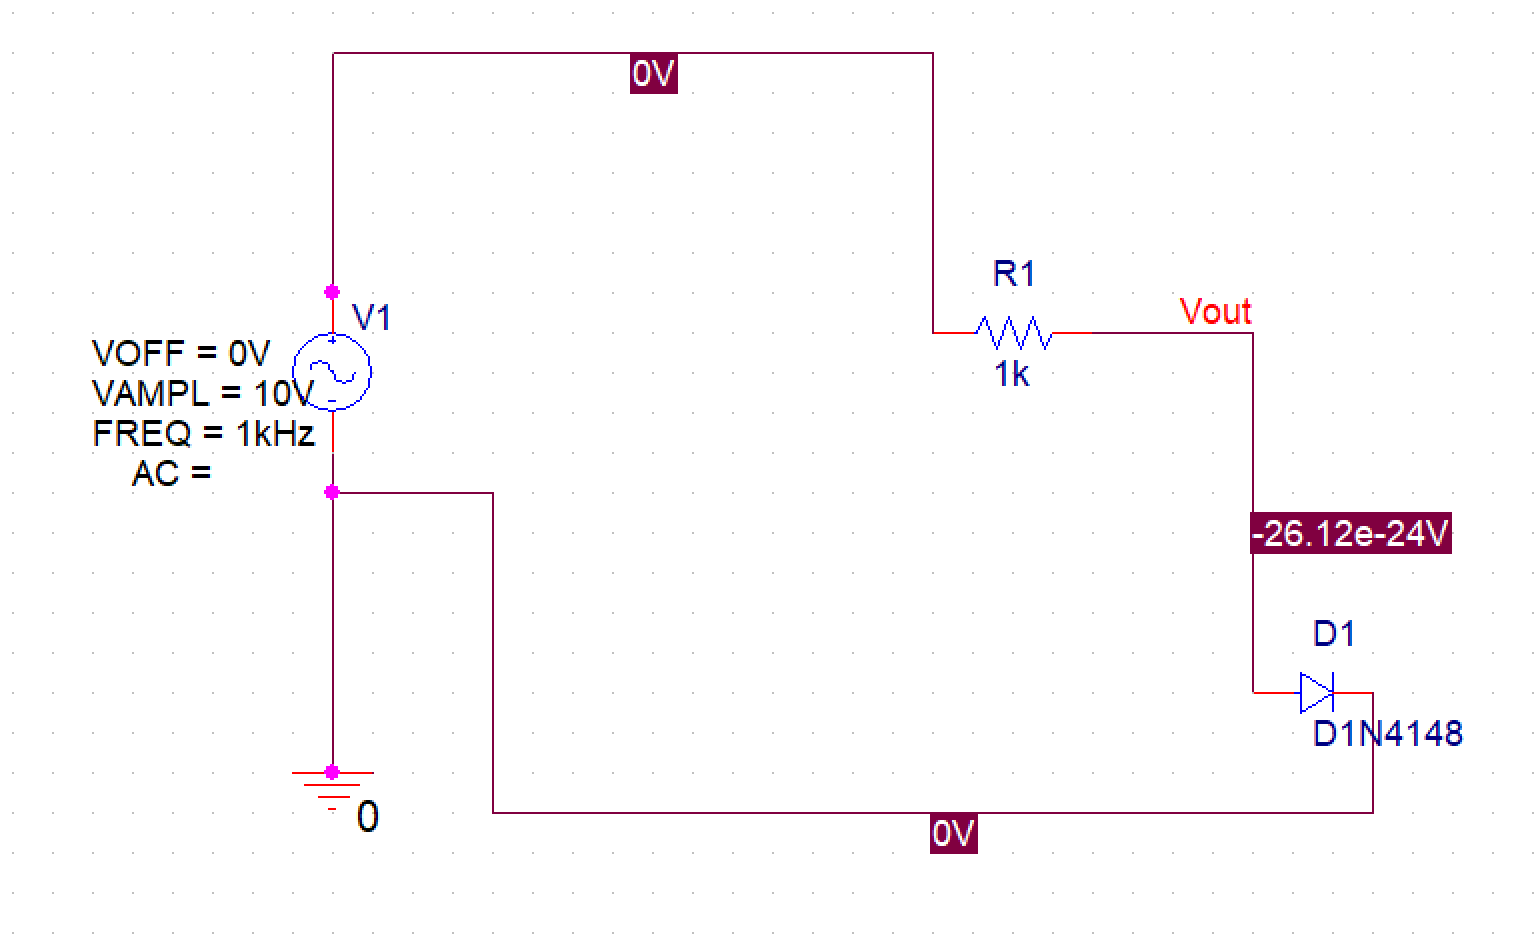 0V
R1
Vout
V1
1k
VOFF = 0V
VAMPL = 10V
FREQ = 1kHz
AC =
-26.12e-24V
D1
D1N4148
0
0V